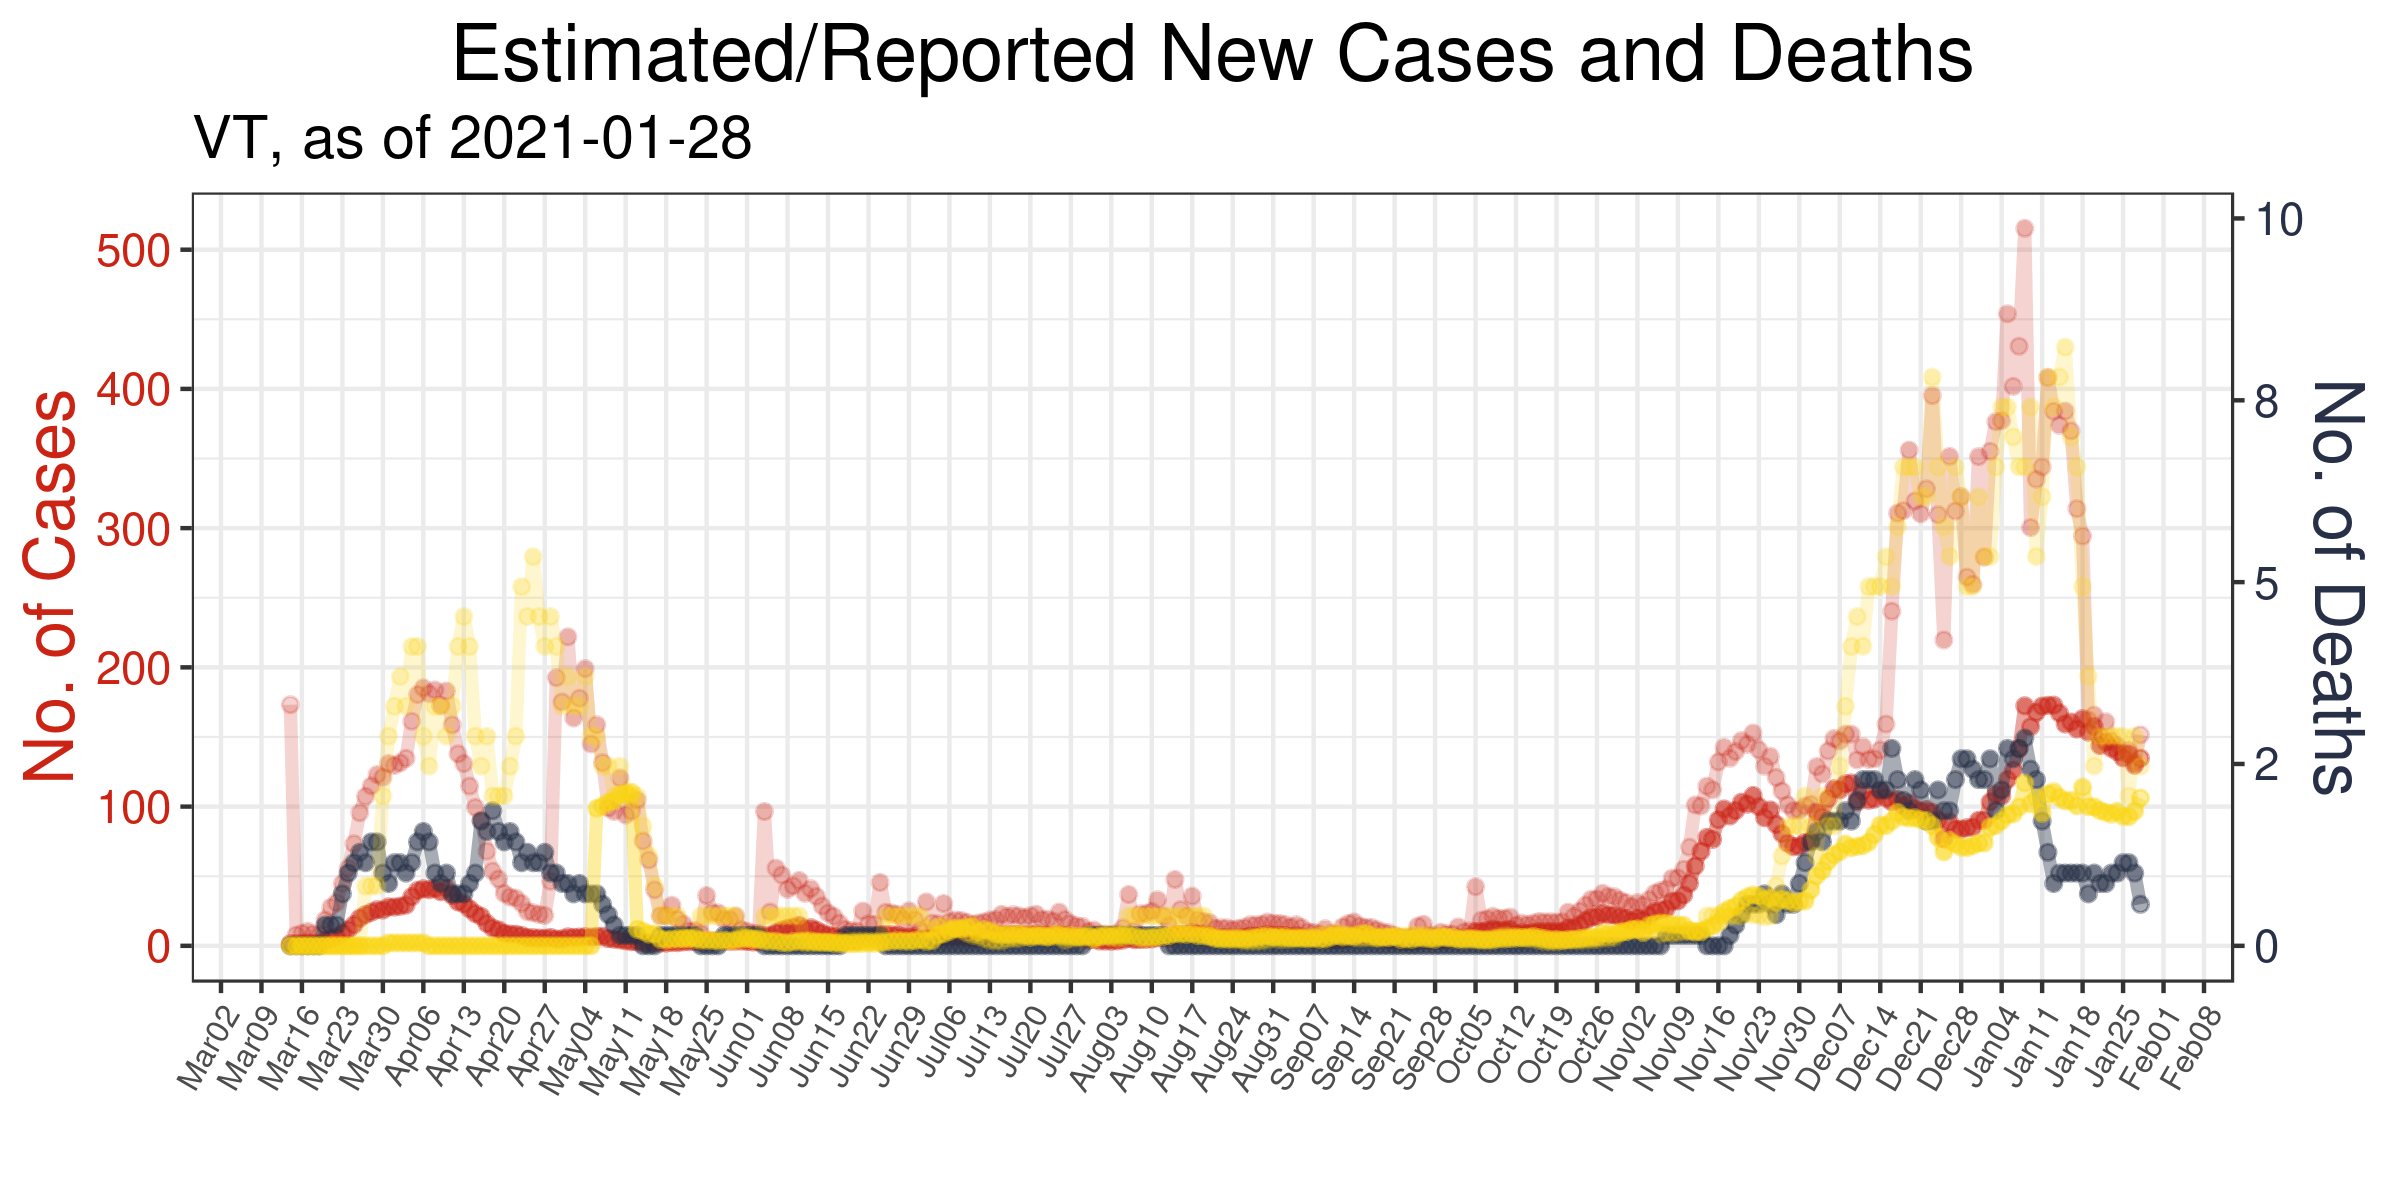 Estimated/Reported New Cases and Deaths
VT, as of 2021-01-28
No. of Cases
500
400
300
200
100
0
10
8
5
2
0
No. of Deaths
Mar02
Mar09
Mar16
Mar23
Mar30
Apr06
Apr13
Apr20
Apr27
May04
May11
May18
May25
Jun01
Jun08
Jun15
Jun22
Jun29
Jul06
Jul13
Jul20
Jul27
Aug03
Aug10
Aug17
Aug24
Aug31
Sep07
Sep14
Sep21
Sep28
Oct05
Oct12
Oct19
Oct26
Nov02
Nov09
Nov16
Nov23
Nov30
Dec07
Dec14
Dec21
Dec28
Jan04
Jan11
Jan18
Jan25
Feb01
Feb08